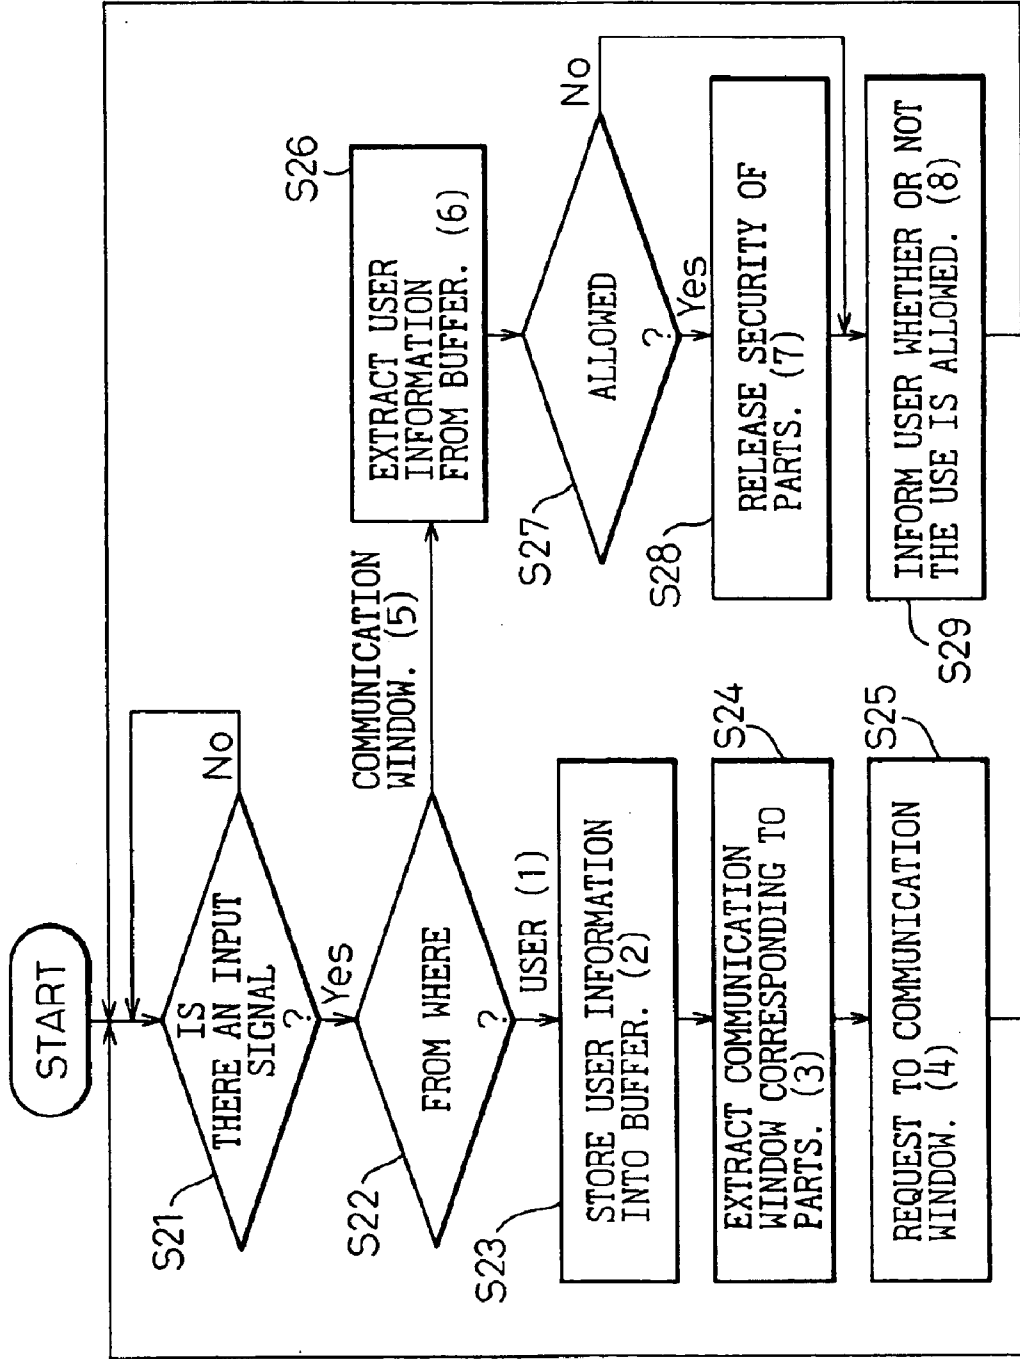 START
S21
IS
THERE AN INPUT
SIGNAL
?
No
Yes
S22
FROM WHERE
?
COMMUNICATION
WINDOW. (5)
USER (1)
S23
STORE USER INFORMATION
INTO BUFFER. (2)
S24
EXTRACT COMMUNICATION
WINDOW CORRESPONDING TO
PARTS. (3)
S25
REQUEST TO COMMUNICATION
WINDOW. (4)
S26
EXTRACT USER
INFORMATION
FROM BUFFER. (6)
S27
ALLOWED
?
No
Yes
S28
RELEASE SECURITY OF
PARTS. (7)
S29
INFORM USER WHETHER OR NOT
THE USE IS ALLOWED. (8)